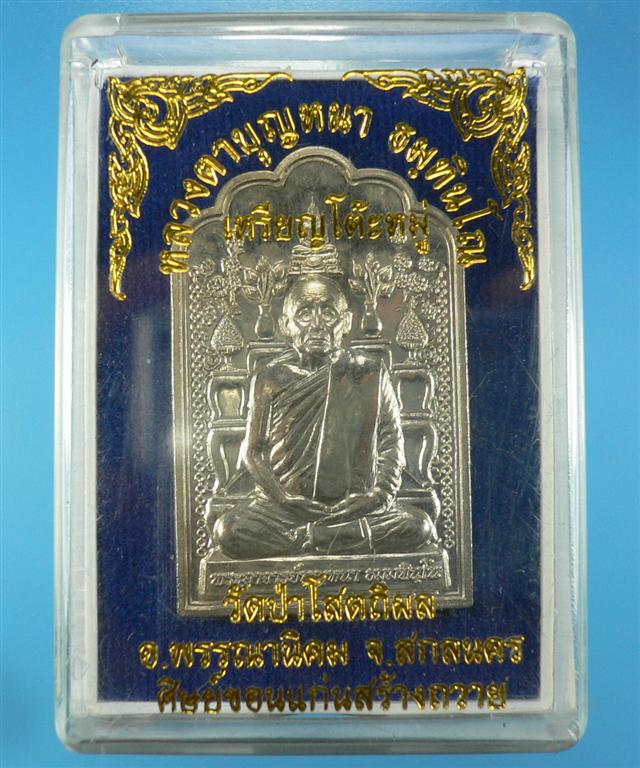 หลวงตาบุญหนา ธมฺทินฺโณ
เหรียญโต๊ะหมู่
วัดป่าโสตถิผล
อ.พรรณานิคม จ.สกลนคร
ศิษย์ขอนแก่นสร้างถวาย